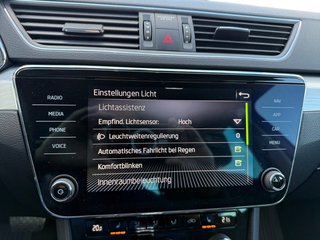 Einstellungen Licht
RADIO
MEDIA
PHONE
VOICE
NAV
APP
CAR
MENU
Lichtassistenz
Empfind. Lichtsensor: Hoch
Leuchtweitenregulierung 0
Automatisches Fahrlicht bei Regen
Komfortblinken
Innenraumbeleuchtung